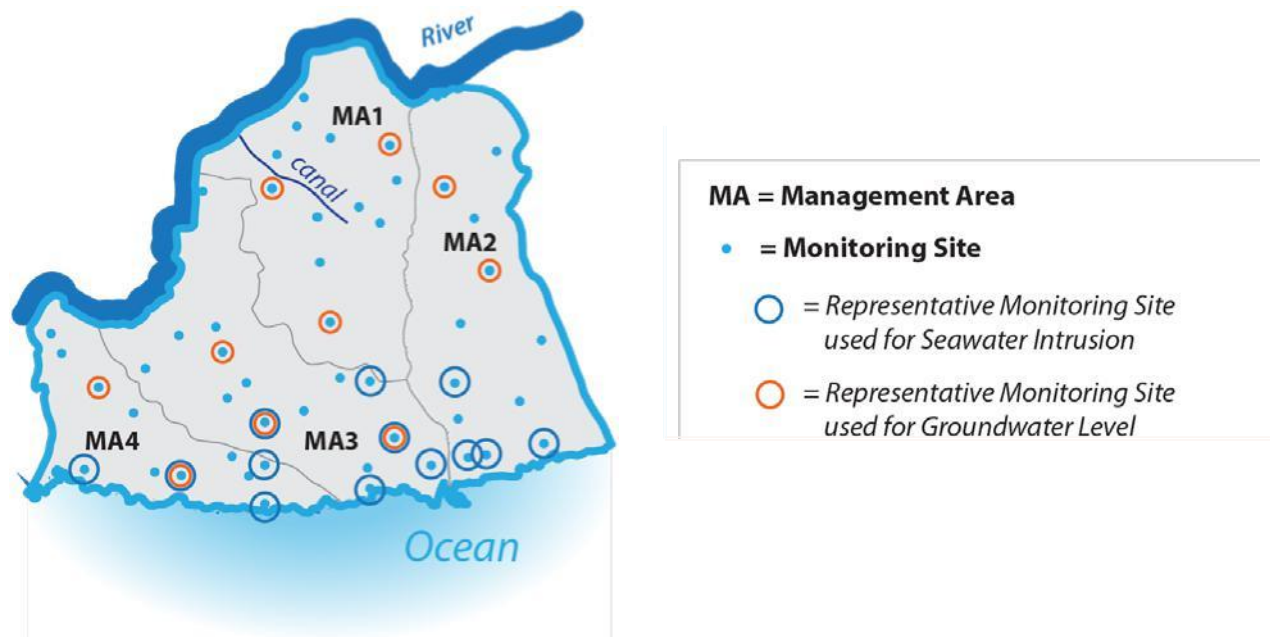 River
MA1
canal
MA2
MA3
MA4
Ocean
MA = Management Area
= Monitoring Site
= Representative Monitoring Site
used for Seawater Intrusion
= Representative Monitoring Site
used for Groundwater Level